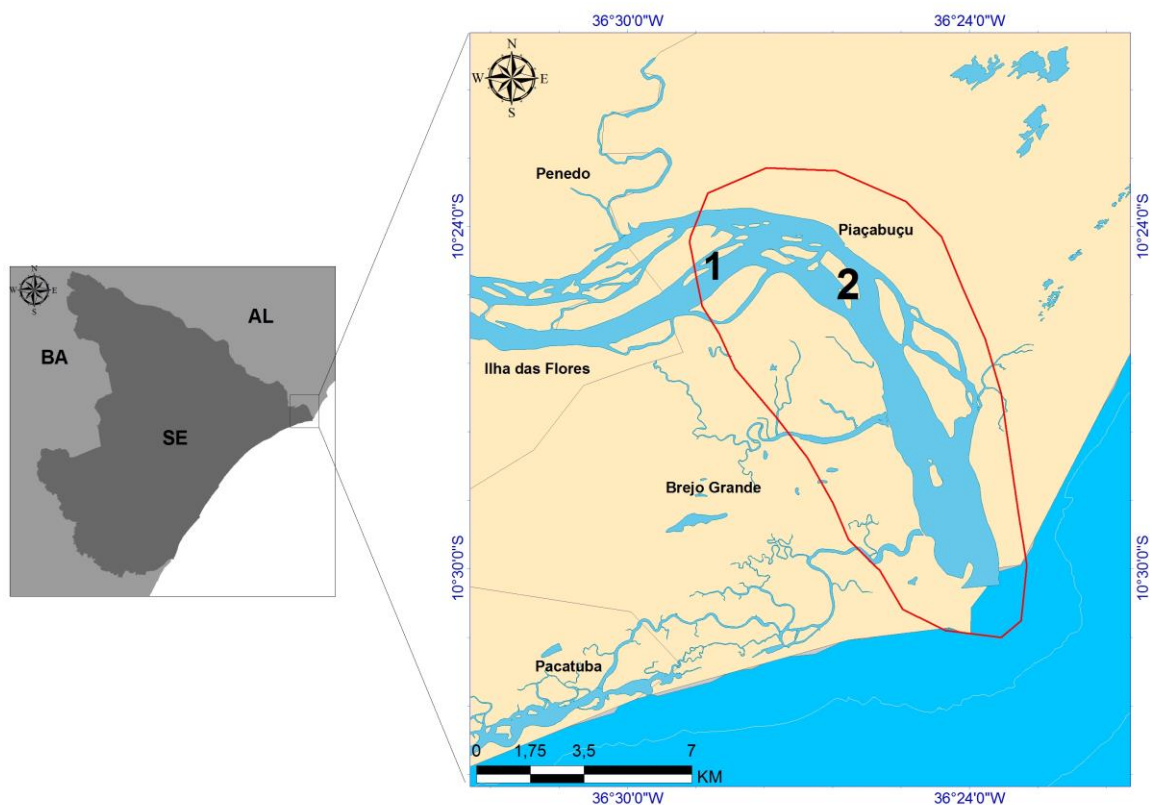 36°30'0"W 36°24'0"W
N
W E
S
Penedo
10°24'0"S
10°24'0"S
Piaçabuçu
1
2
N
W E
S
AL
BA
Ilha das Flores
SE
Brejo Grande
10°30'0"S
10°30'0"S
Pacatuba
0 1,75 3,5 7
KM
36°30'0"W 36°24'0"W